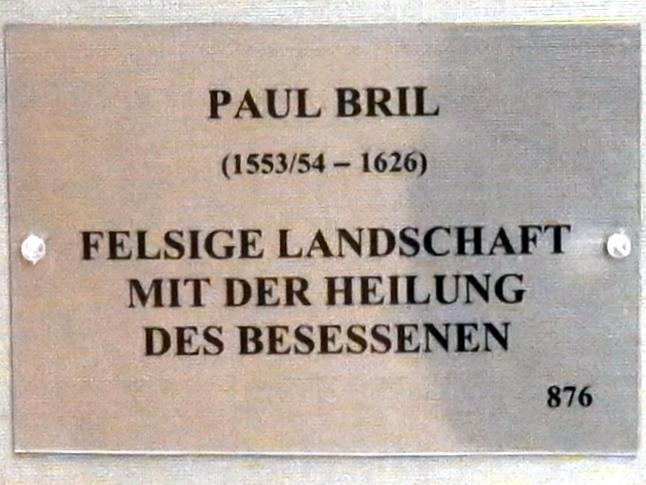 PAUL BRIL
(1553/54 – 1626)
FELSIGE LANDSCHAFT
MIT DER HEILUNG
DES BESESSENEN
876